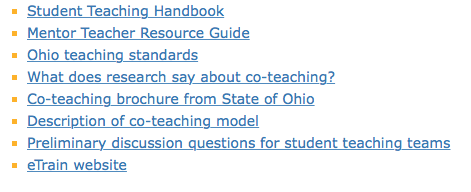 Student Teaching Handbook
Mentor Teacher Resource Guide
Ohio teaching standards
What does research say about co-teaching?
Co-teaching brochure from State of Ohio
Description of co-teaching model
Preliminary discussion questions for student teaching teams
eTrain website